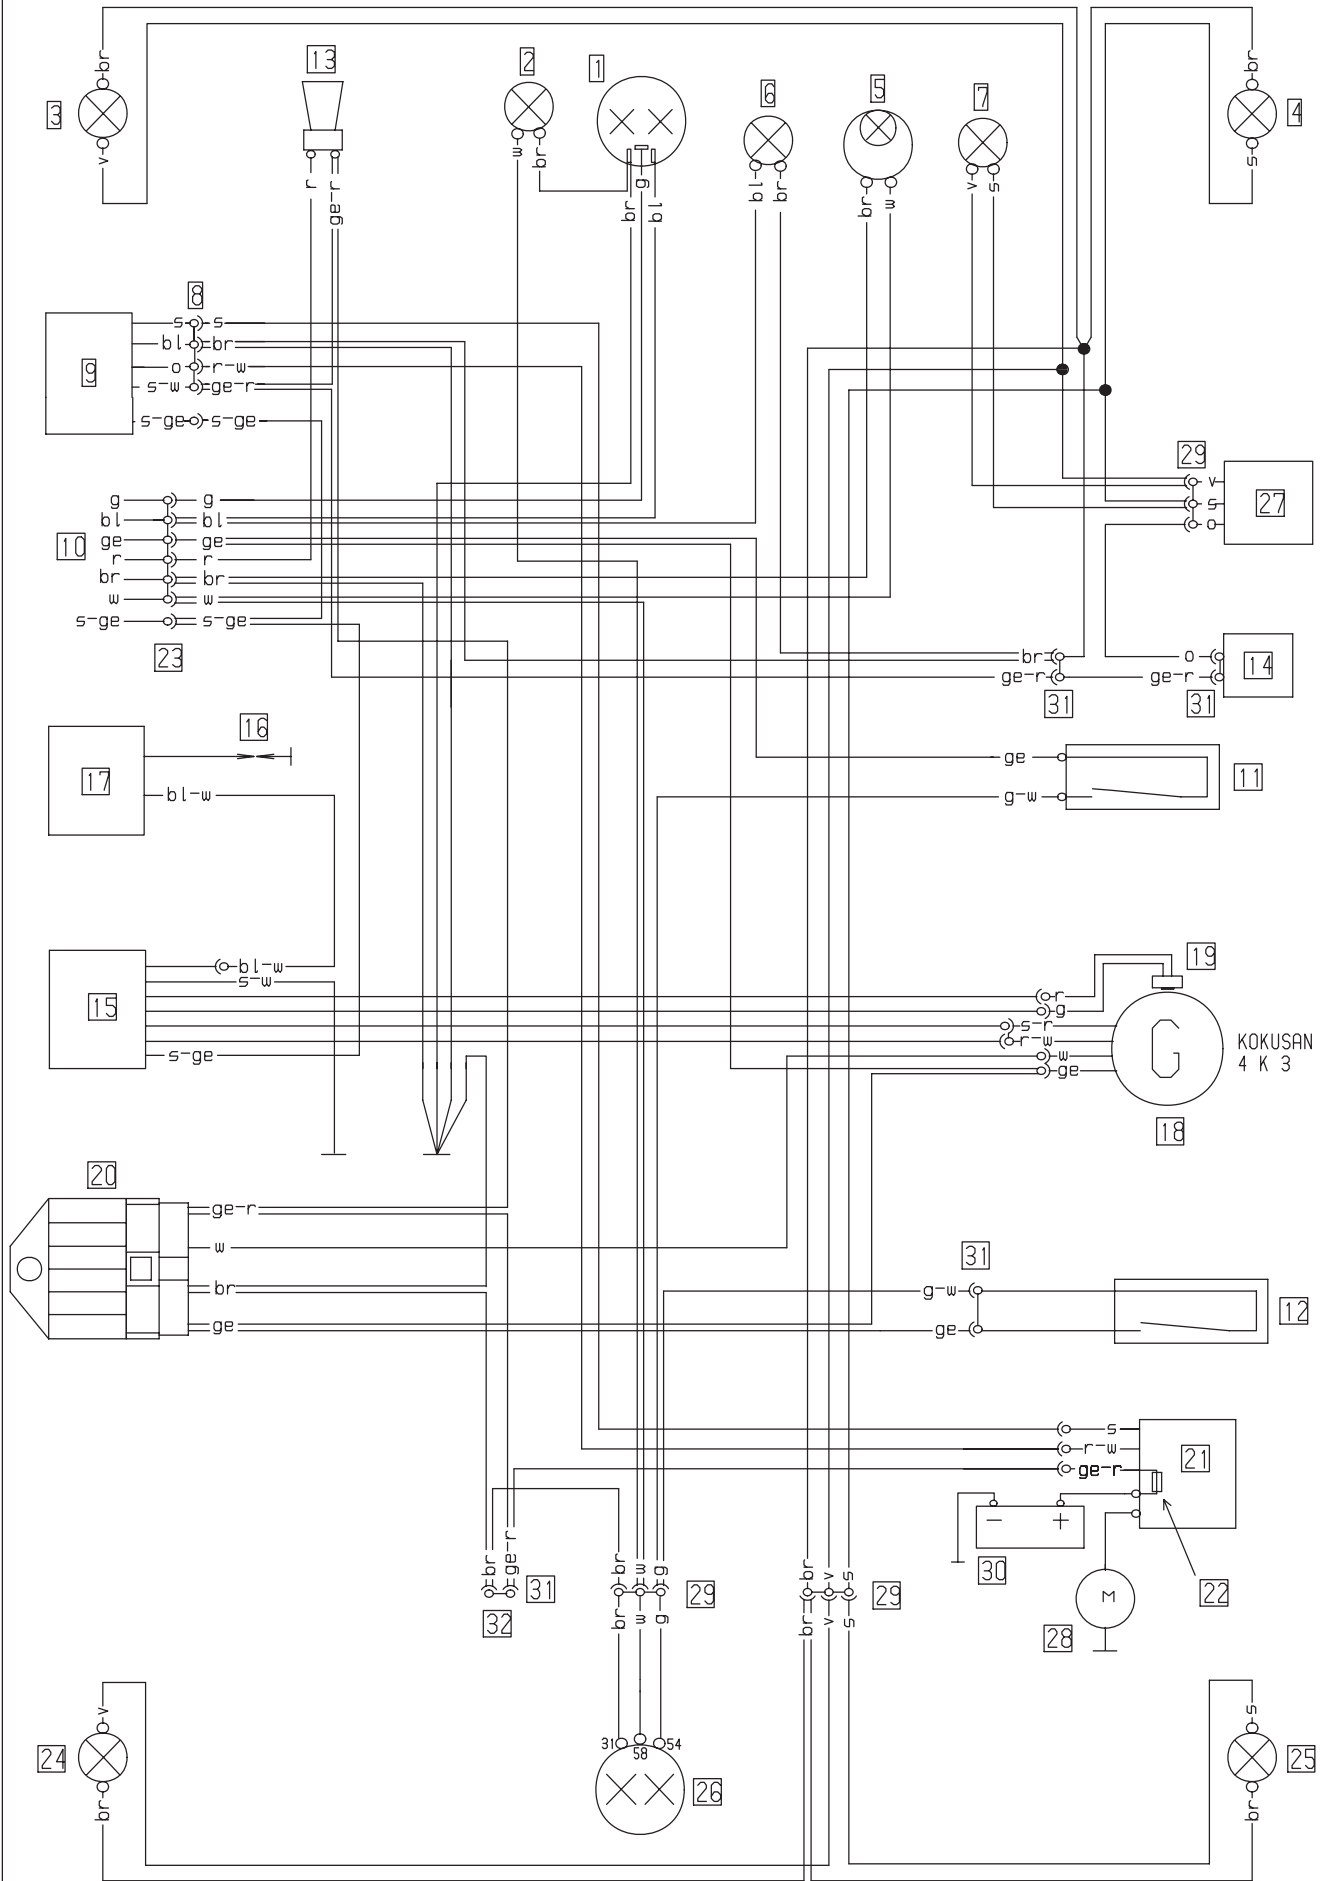 13
2
1
6
5
7
3
4
br
br
v
s
r
ge-r
w
br
br
g
bl
bl
br
br
w
v
s
8
9
s
s
bl
br
o
r-w
s-w
ge-r
s-ge
s-ge
29
27
v
s
o
10
g
g
bl
bl
ge
ge
r
r
br
br
w
w
s-ge
s-ge
23
br
ge-r
31
o
ge-r
31
14
16
17
bl-w
ge
g-w
11
15
bl-w
s-w
s-ge
19
r
g
s-r
r-w
w
ge
G
KOKUSAN
4 K 3
18
20
ge-r
w
br
ge
31
g-w
ge
12
s
r-w
ge-r
21
-
+
30
22
M
28
br
ge-r
31
32
br
w
g
29
br
w
g
br
v
s
29
br
v
s
31
58
54
26
v
24
br
s
25
br